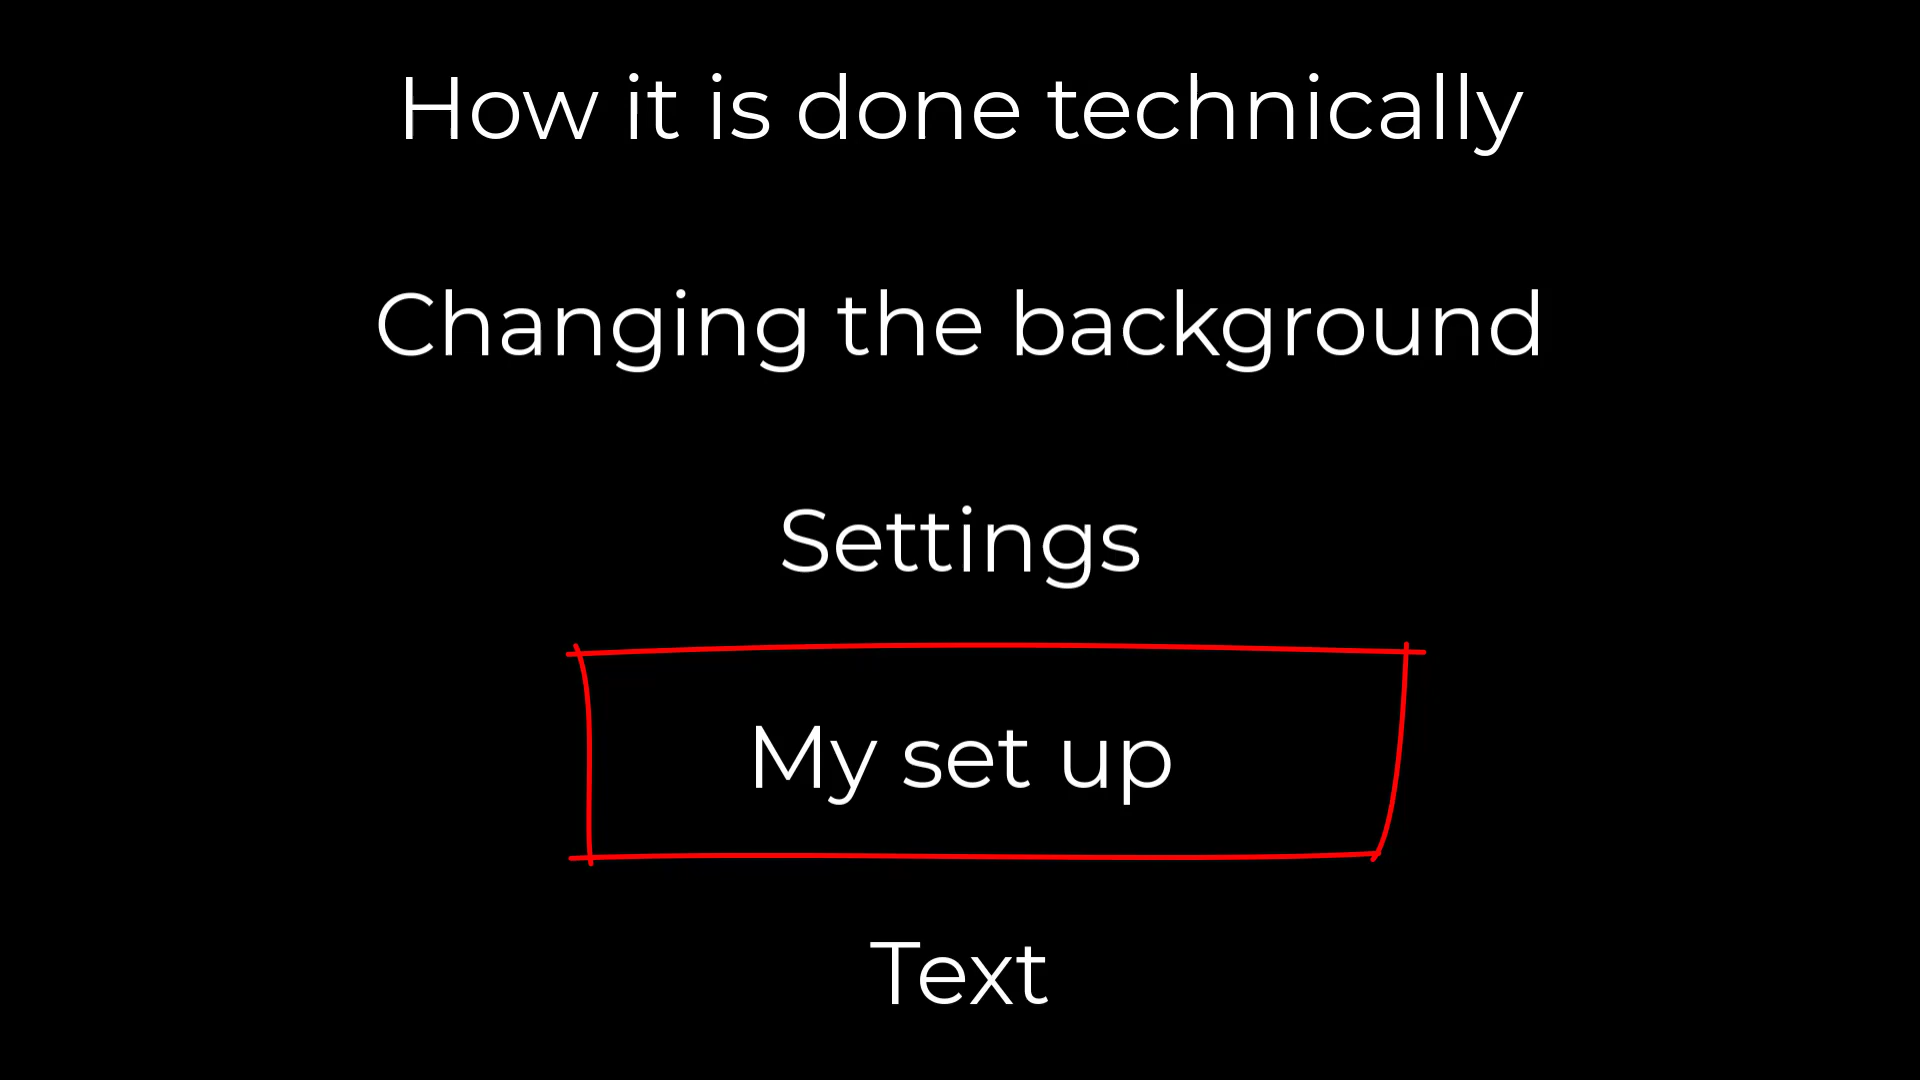 How it is done technically
Changing the background
Settings
My set up
Text